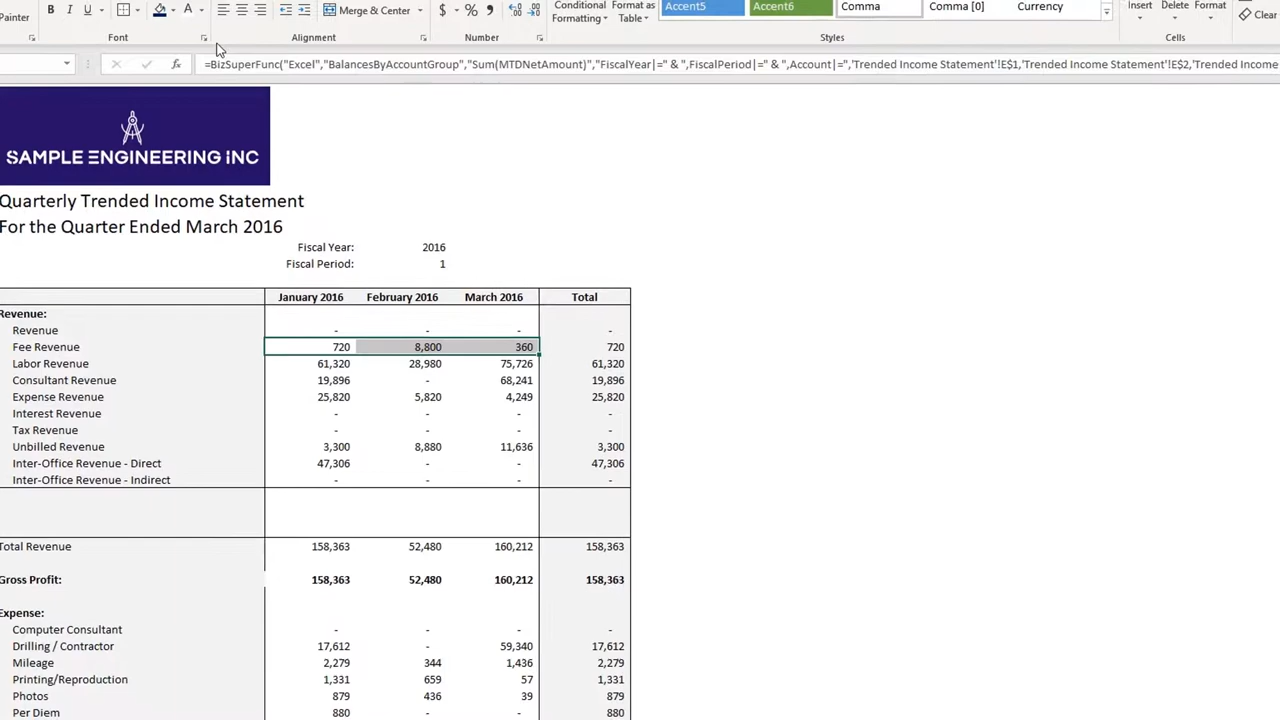 Painter
B I U A
Merge & Center
$ % 9
Conditional Formatting
Format as Table
Accent5
Accent6
Comma
Comma [0]
Currency
Insert Delete Format
Clear
Font
Alignment
Number
Styles
Cells
fx
=BizSuperFunc("Excel","BalancesByAccountGroup","Sum(MTDNetAmount)","FiscalYear|=" & ",FiscalPeriod|=" & ",Account|=",'Trended Income Statement'!E$1,'Trended Income Statement'!E$2,'Trended Income
SAMPLE ENGINEERING INC
Quarterly Trended Income Statement
For the Quarter Ended March 2016
Fiscal Year: 2016
Fiscal Period: 1
January 2016 February 2016 March 2016 Total
Revenue:
Revenue - - - -
Fee Revenue 720 8,800 360 720
Labor Revenue 61,320 28,980 75,726 61,320
Consultant Revenue 19,896 - 68,241 19,896
Expense Revenue 25,820 5,820 4,249 25,820
Interest Revenue - - - -
Tax Revenue - - - -
Unbilled Revenue 3,300 8,880 11,636 3,300
Inter-Office Revenue - Direct 47,306 - - 47,306
Inter-Office Revenue - Indirect - - - -
Total Revenue 158,363 52,480 160,212 158,363
Gross Profit: 158,363 52,480 160,212 158,363
Expense:
Computer Consultant - - - -
Drilling / Contractor 17,612 - 59,340 17,612
Mileage 2,279 344 1,436 2,279
Printing/Reproduction 1,331 659 57 1,331
Photos 879 436 39 879
Per Diem 880 - - 880